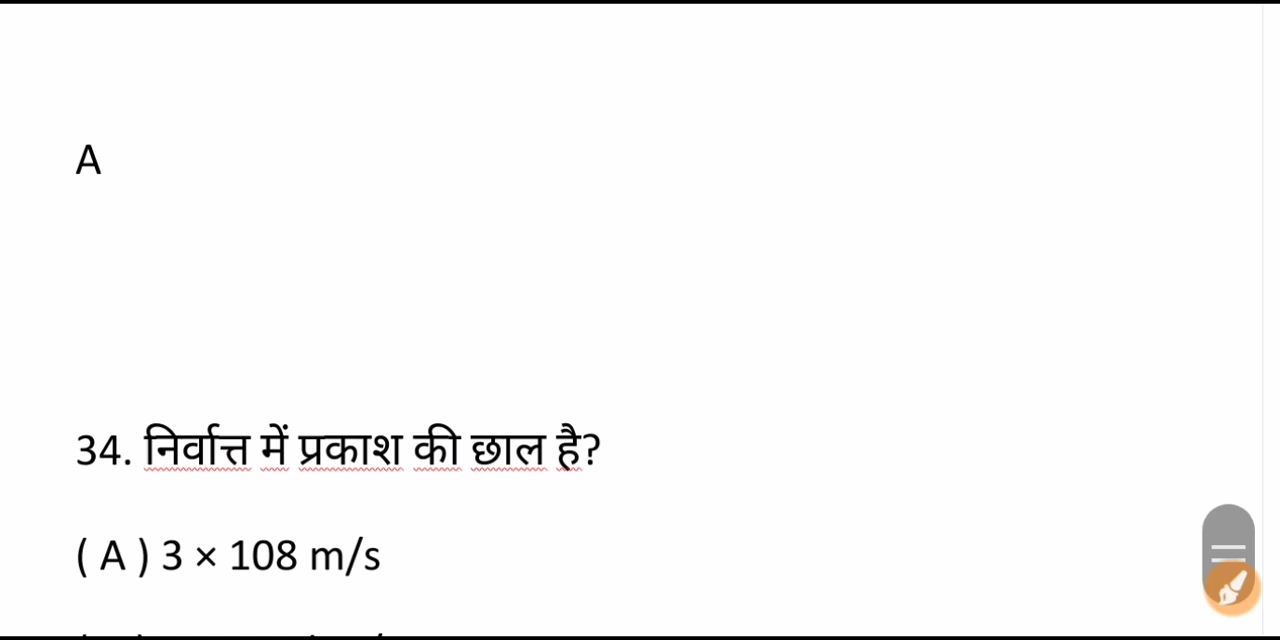 A
34. निर्वात्त में प्रकाश की छाल है?
( A ) 3 × 108 m/s